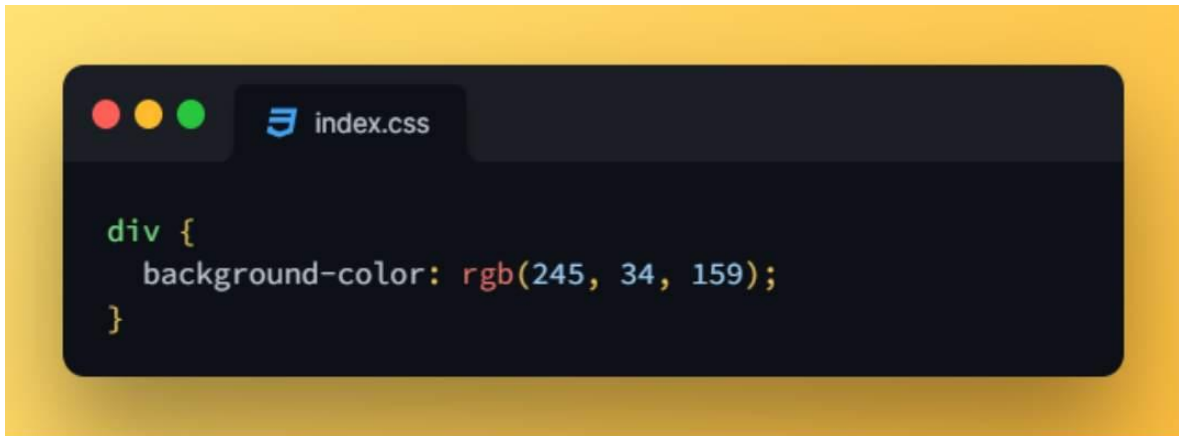 index.css
div {
  background-color: rgb(245, 34, 159);
}